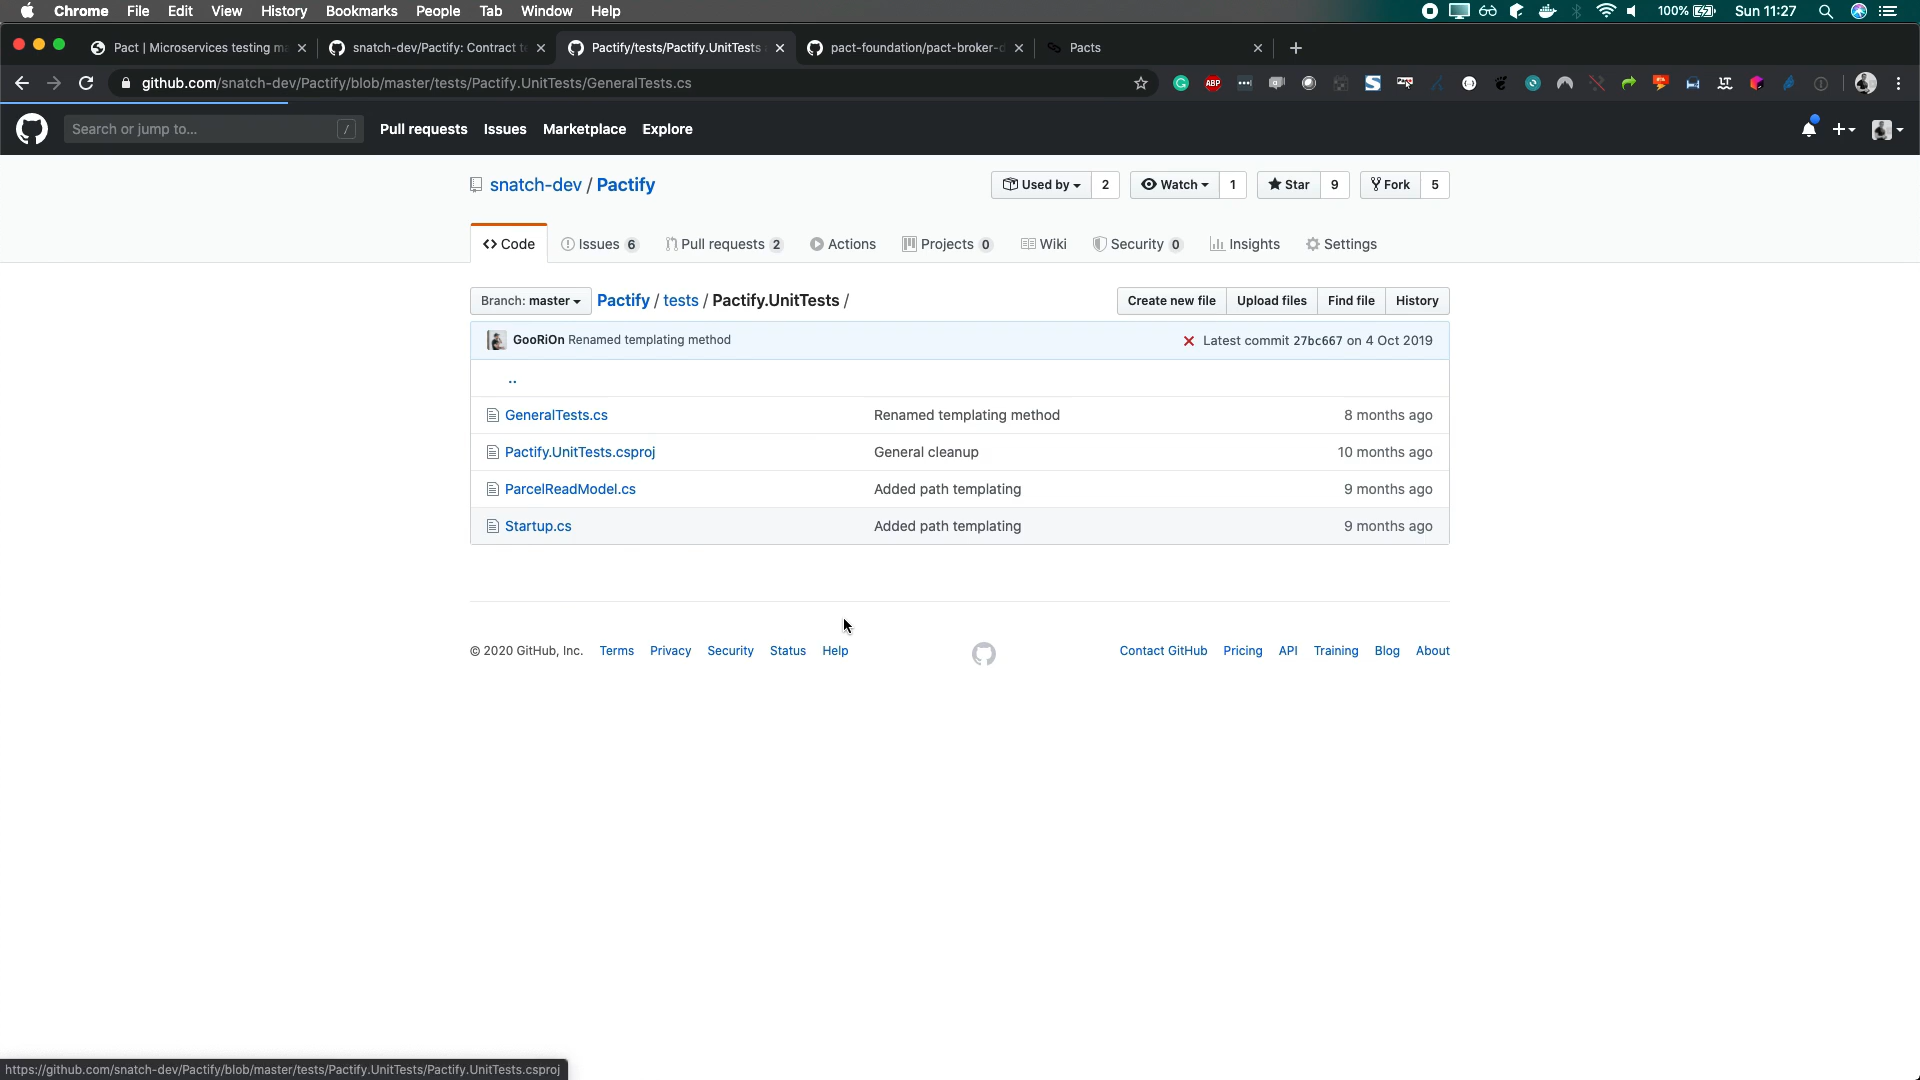 Chrome File Edit View History Bookmarks People Tab Window Help 100% Sun 11:27
Pact | Microservices testing ma snatch-dev/Pactify: Contract te Pactify/tests/Pactify.UnitTests pact-foundation/pact-broker-d Pacts
github.com/snatch-dev/Pactify/blob/master/tests/Pactify.UnitTests/GeneralTests.cs ABP
Search or jump to... / Pull requests Issues Marketplace Explore
snatch-dev / Pactify Used by 2 Watch 1 Star 9 Fork 5
Code Issues 6 Pull requests 2 Actions Projects 0 Wiki Security 0 Insights Settings
Branch: master Pactify / tests / Pactify.UnitTests / Create new file Upload files Find file History
GooRiOn Renamed templating method Latest commit 27bc667 on 4 Oct 2019
..
GeneralTests.cs Renamed templating method 8 months ago
Pactify.UnitTests.csproj General cleanup 10 months ago
ParcelReadModel.cs Added path templating 9 months ago
Startup.cs Added path templating 9 months ago
© 2020 GitHub, Inc. Terms Privacy Security Status Help Contact GitHub Pricing API Training Blog About
https://github.com/snatch-dev/Pactify/blob/master/tests/Pactify.UnitTests/Pactify.UnitTests.csproj